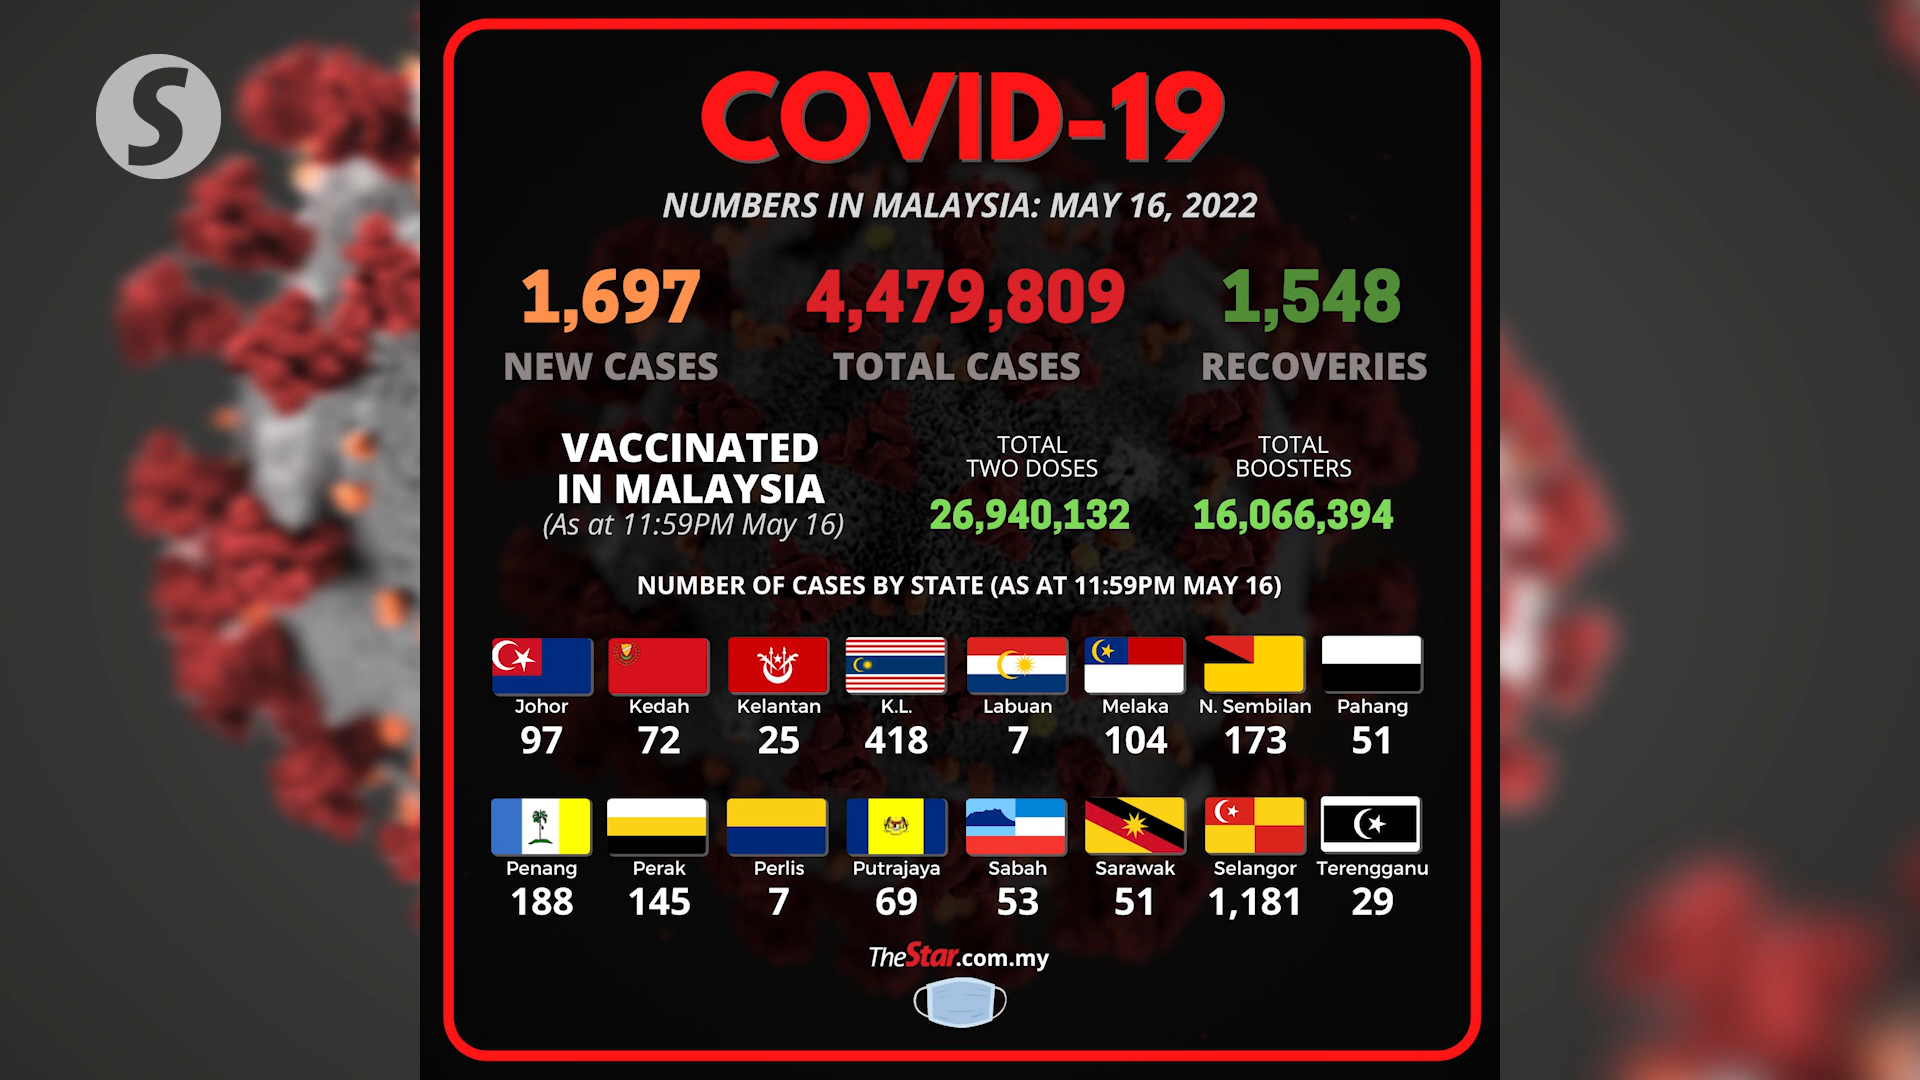 S
COVID-19
NUMBERS IN MALAYSIA: MAY 16, 2022
1,697 4,479,809 1,548
NEW CASES TOTAL CASES RECOVERIES
VACCINATED
IN MALAYSIA
(As at 11:59PM May 16)
TOTAL
TWO DOSES
26,940,132
TOTAL
BOOSTERS
16,066,394
NUMBER OF CASES BY STATE (AS AT 11:59PM MAY 16)
Johor Kedah Kelantan K.L. Labuan Melaka N. Sembilan Pahang
97 72 25 418 7 104 173 51
Penang Perak Perlis Putrajaya Sabah Sarawak Selangor Terengganu
188 145 7 69 53 51 1,181 29
TheStar.com.my